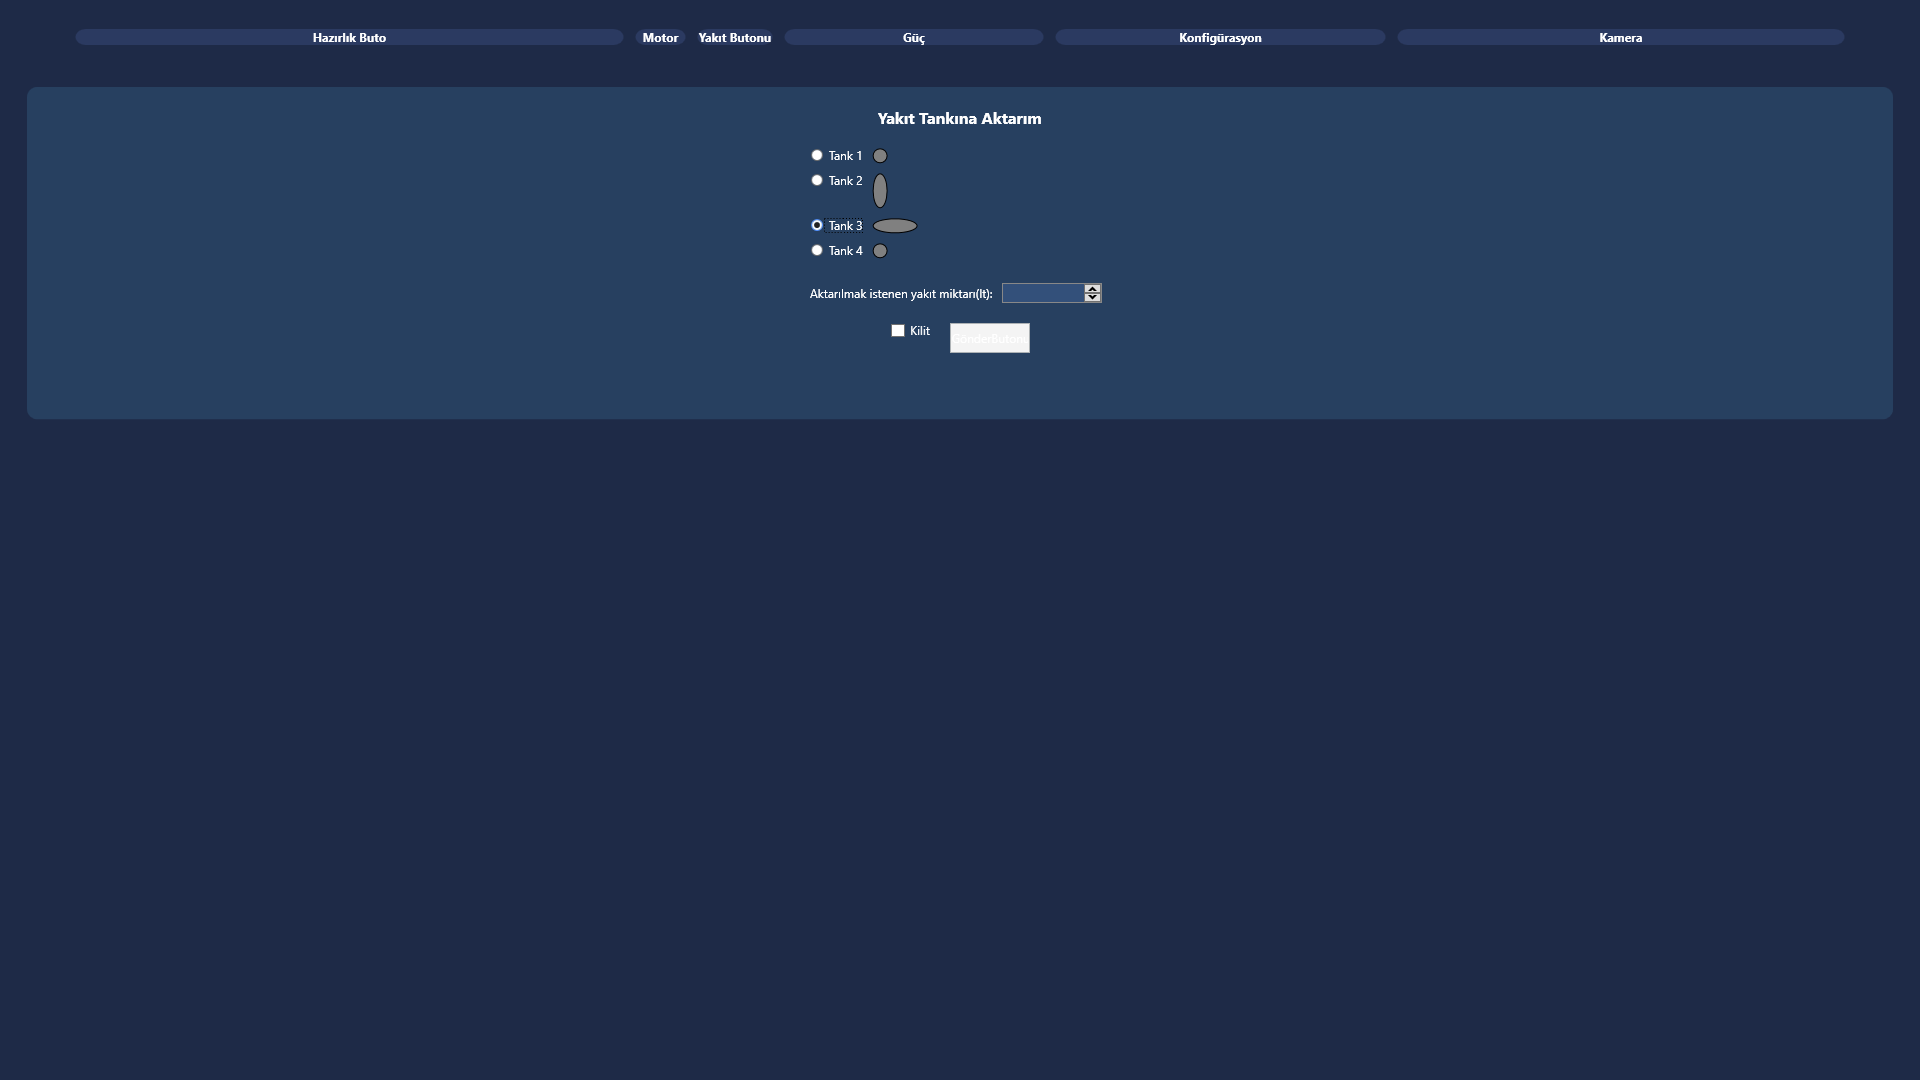 Hazırlık Buto
Motor
Yakıt Butonu
Güç
Konfigürasyon
Kamera
Yakıt Tankına Aktarım
Tank 1
Tank 2
Tank 3
Tank 4
Aktarılmak istenen yakıt miktarı(lt):
Kilit